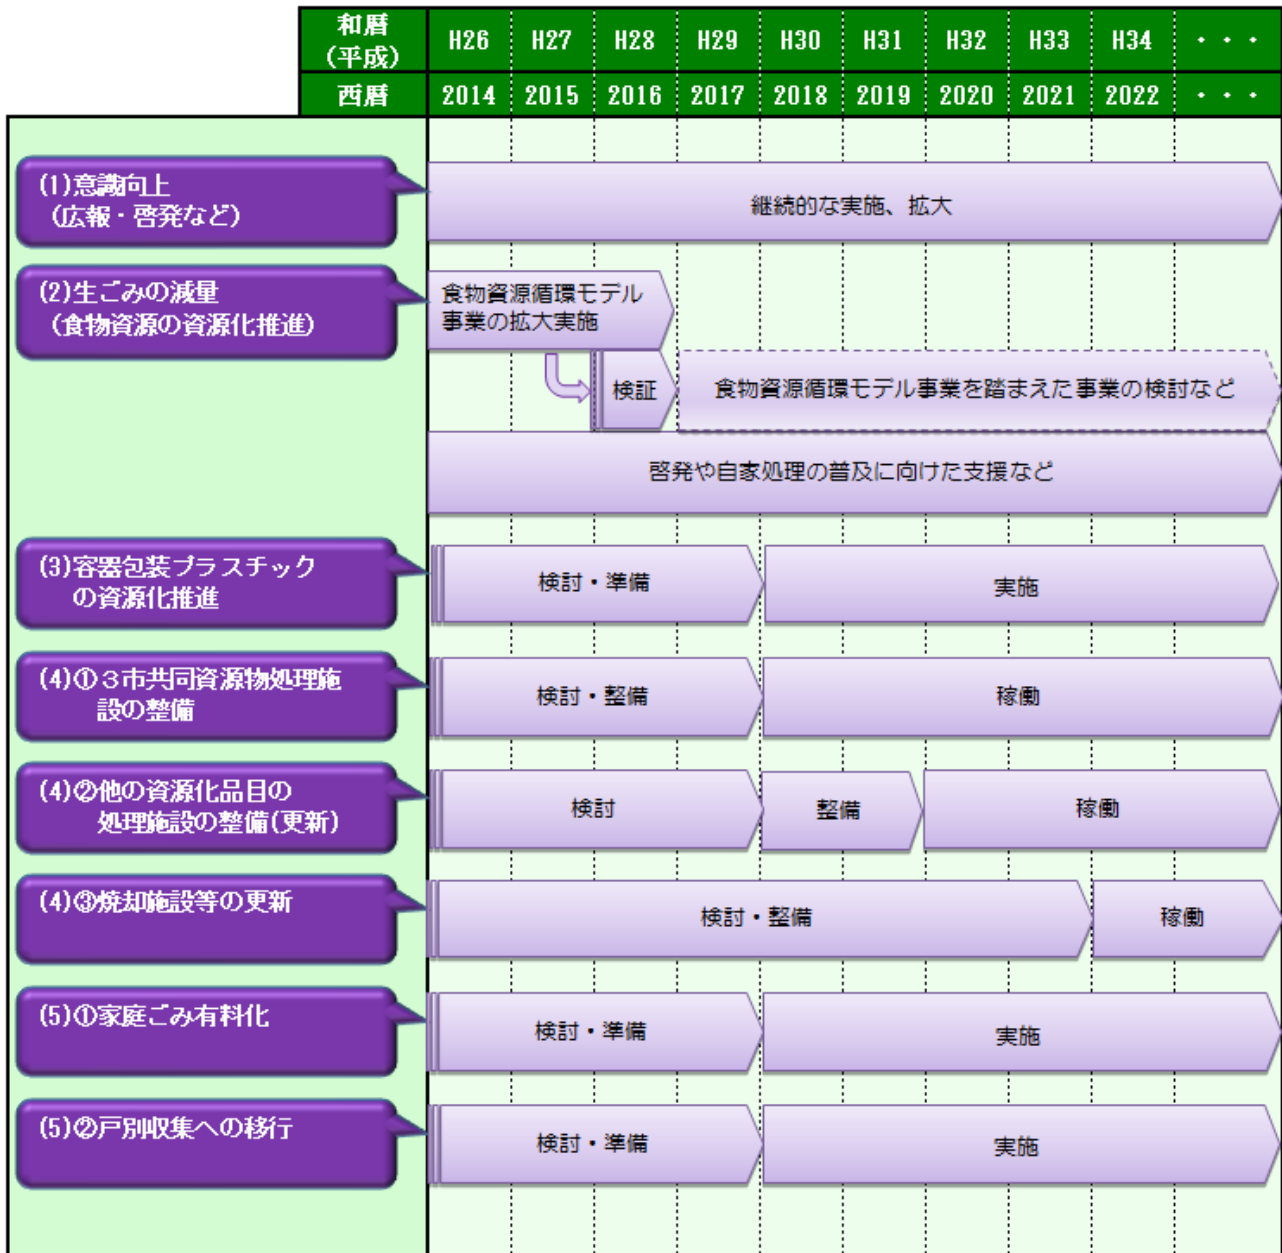 和暦
(平成)
H26 H27 H28 H29 H30 H31 H32 H33 H34 ・・・
西暦 2014 2015 2016 2017 2018 2019 2020 2021 2022 ・・・
(1)意識向上
(広報・啓発など)
継続的な実施、拡大
(2)生ごみの減量
(食物資源の資源化推進)
食物資源循環モデル
事業の拡大実施
検証
食物資源循環モデル事業を踏まえた事業の検討など
啓発や自家処理の普及に向けた支援など
(3)容器包装プラスチック
の資源化推進
検討・準備
実施
(4)①3市共同資源物処理施
設の整備
検討・整備
稼働
(4)②他の資源化品目の
処理施設の整備(更新)
検討
整備
稼働
(4)③焼却施設等の更新
検討・整備
稼働
(5)①家庭ごみ有料化
検討・準備
実施
(5)②戸別収集への移行
検討・準備
実施